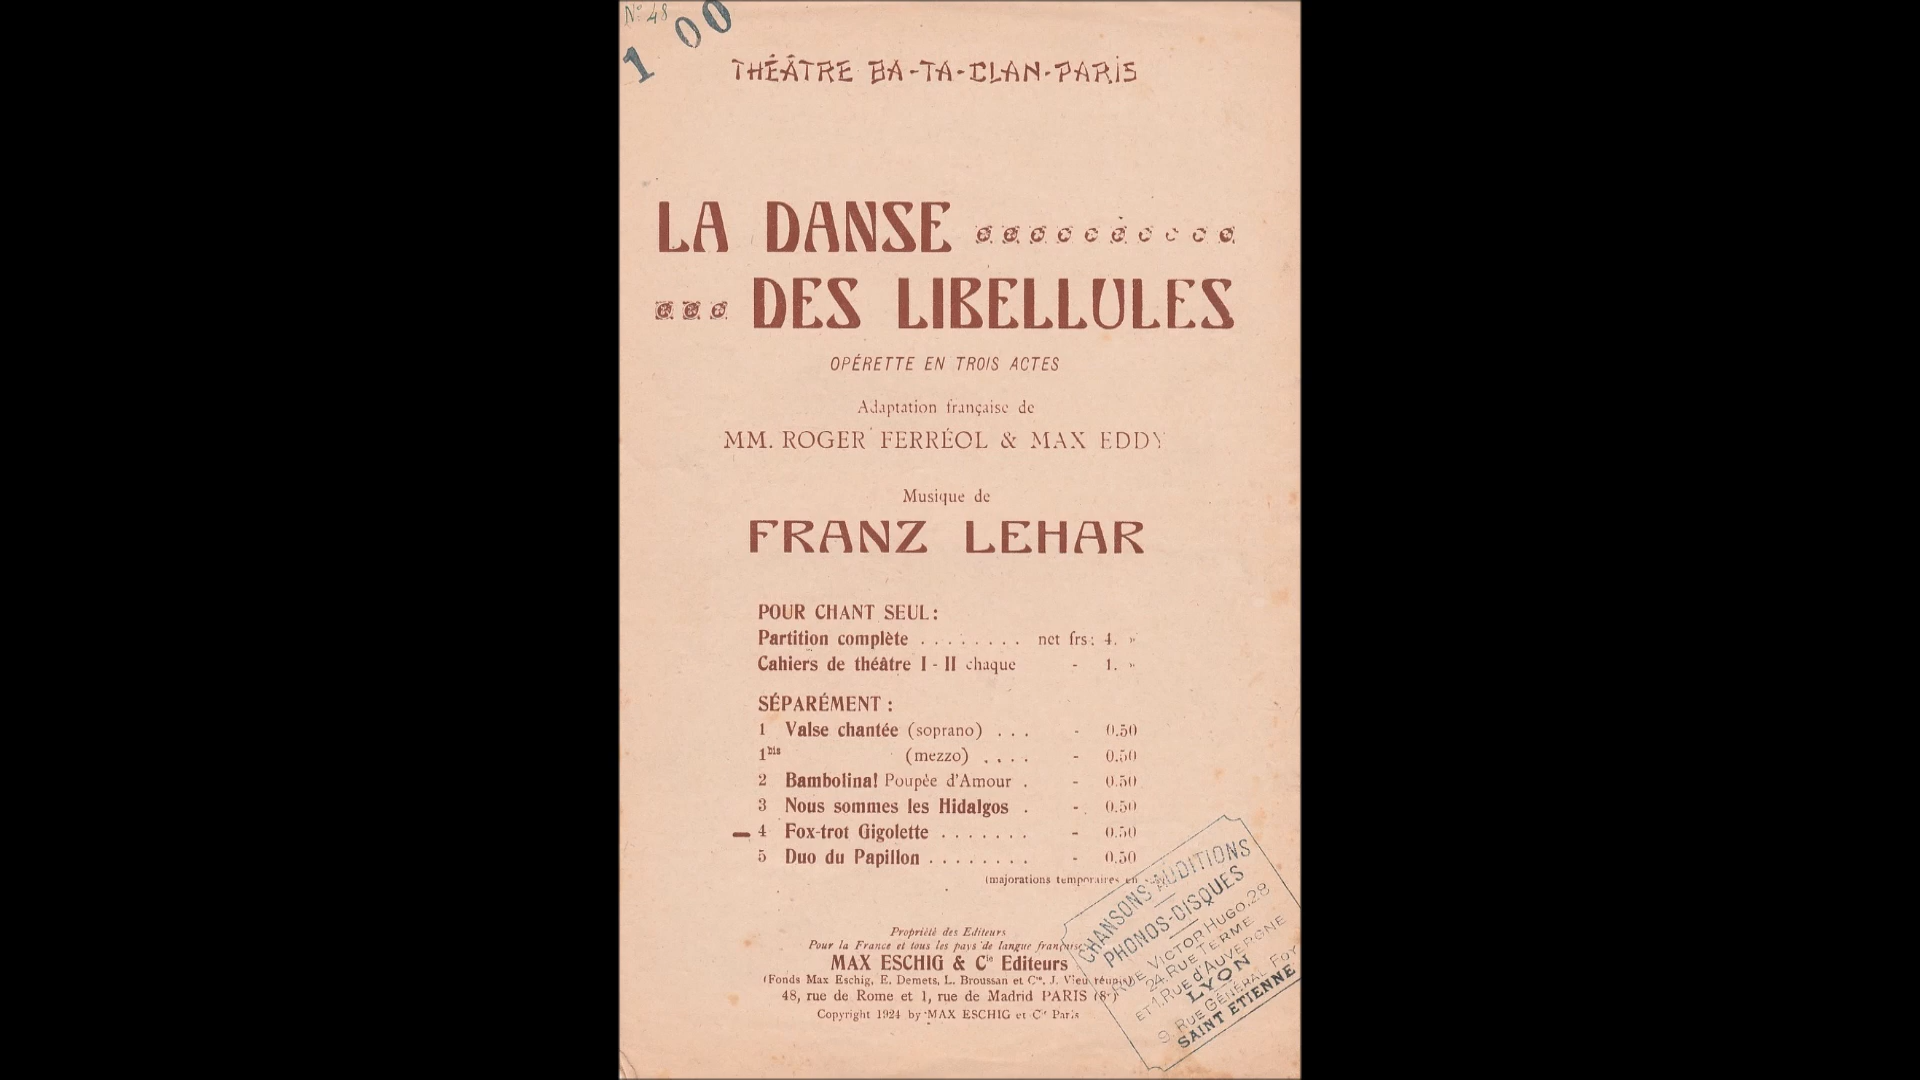 N° 48
1 00
THÉÂTRE BA-TA-CLAN-PARIS
LA DANSE
DES LIBELLULES
OPÉRETTE EN TROIS ACTES
Adaptation française de
MM. ROGER FERRÉOL & MAX EDDY
Musique de
FRANZ LEHAR
POUR CHANT SEUL:
Partition complète . . . . . . . . net frs: 4. »
Cahiers de théâtre I - II chaque - 1. »
SÉPARÉMENT :
1 Valse chantée (soprano) . . . - 0.50
1bis (mezzo) . . . . - 0.50
2 Bambolina! Poupée d'Amour . - 0.50
3 Nous sommes les Hidalgos . - 0.50
4 Fox-trot Gigolette . . . . . . . - 0.50
5 Duo du Papillon . . . . . . . . - 0.50
(majorations temporaires en
Propriété des Editeurs
Pour la France et tous les pays de langue française
MAX ESCHIG & Cie Editeurs
(Fonds Max Eschig, E. Demets, L. Broussan et Cie, J. Vieu réunis)
48, rue de Rome et 1, rue de Madrid PARIS (8e)
Copyright 1924 by MAX ESCHIG et Cie Paris
CHANSONS-AUDITIONS
PHONOS-DISQUES
RUE VICTOR HUGO.28
24.RUE TERME
ET 1.RUE d'AUVERGNE
LYON
9. RUE GÉNÉRAL FOY
SAINT ETIENNE